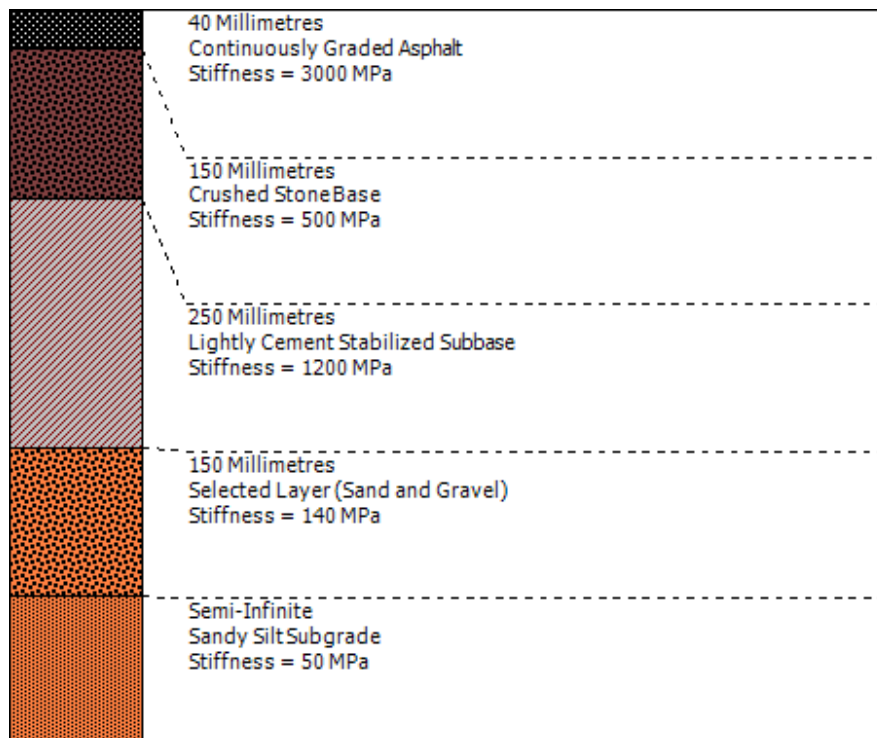 40 Millimetres
Continuously Graded Asphalt
Stiffness = 3000 MPa
150 Millimetres
Crushed Stone Base
Stiffness = 500 MPa
250 Millimetres
Lightly Cement Stabilized Subbase
Stiffness = 1200 MPa
150 Millimetres
Selected Layer (Sand and Gravel)
Stiffness = 140 MPa
Semi-Infinite
Sandy Silt Subgrade
Stiffness = 50 MPa